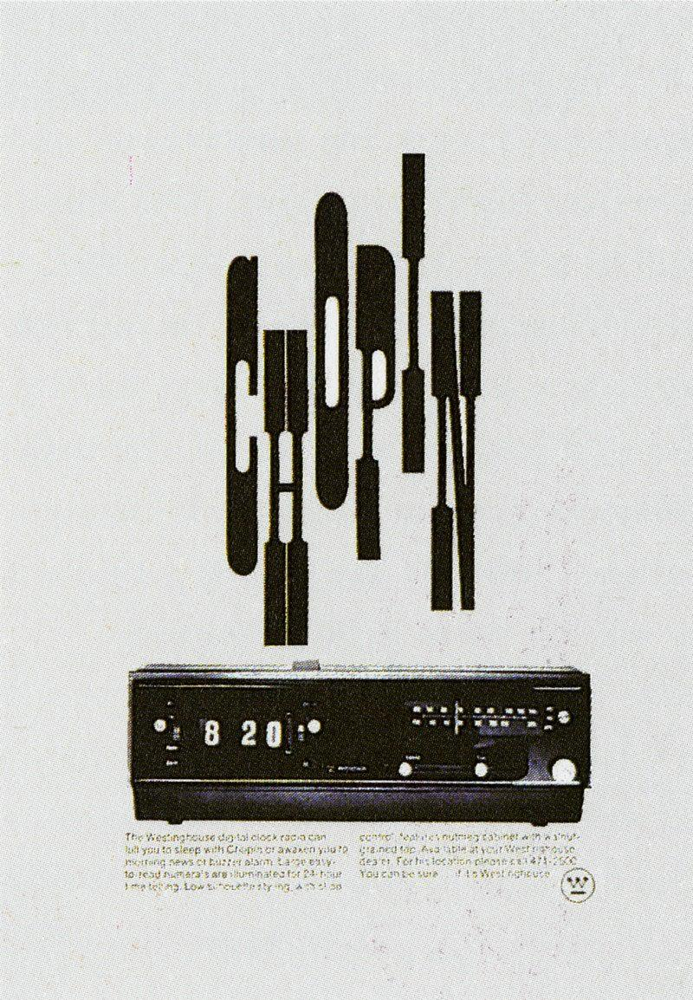 CHOPIN
8 20
The Westinghouse digital clock radio can
lull you to sleep with Chopin or awaken you to
morning news or buzzer alarm. Large easy-
to-read numerals are illuminated for 24-hour
time telling. Low silhouette styling, with
control, features nutmeg cabinet with walnut-
grained top. Available at your Westinghouse
dealer. For his location please call 471-2500
You can be sure if it's Westinghouse
W